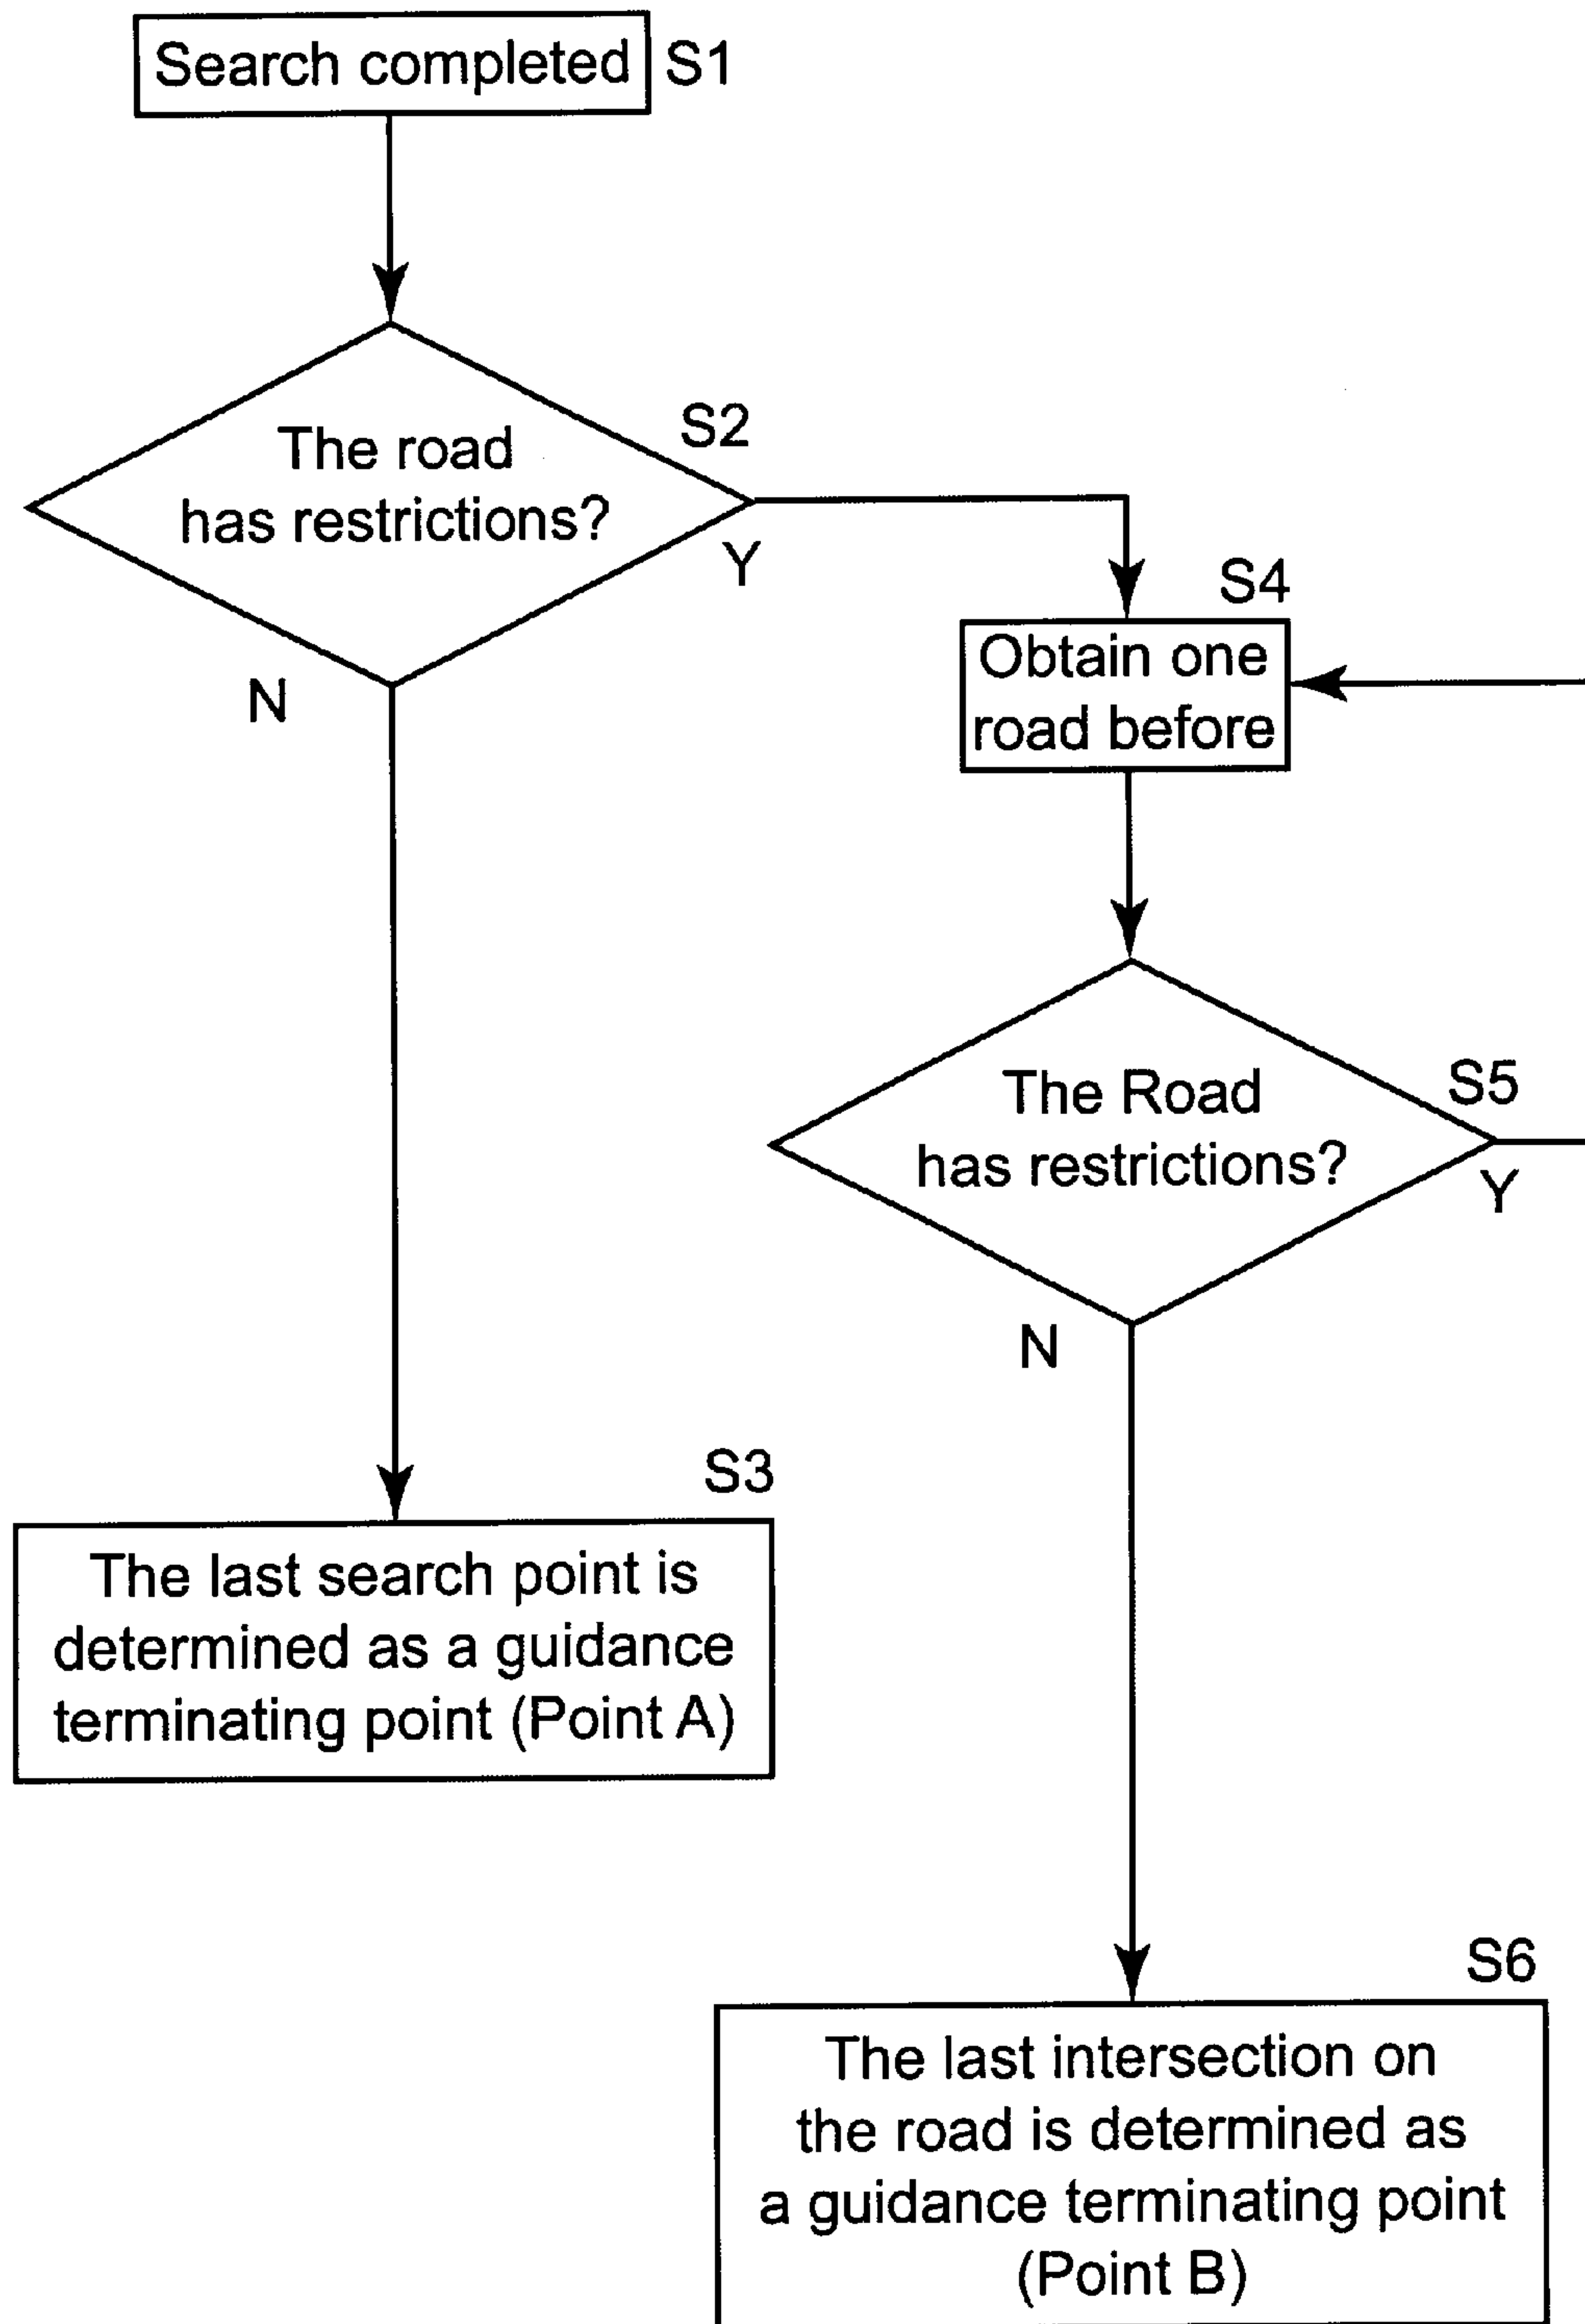 Search completed S1
The road
has restrictions?
S2
Y
N
S4
Obtain one
road before
The Road
has restrictions?
S5
Y
N
S3
The last search point is
determined as a guidance
terminating point (Point A)
S6
The last intersection on
the road is determined as
a guidance terminating point
(Point B)